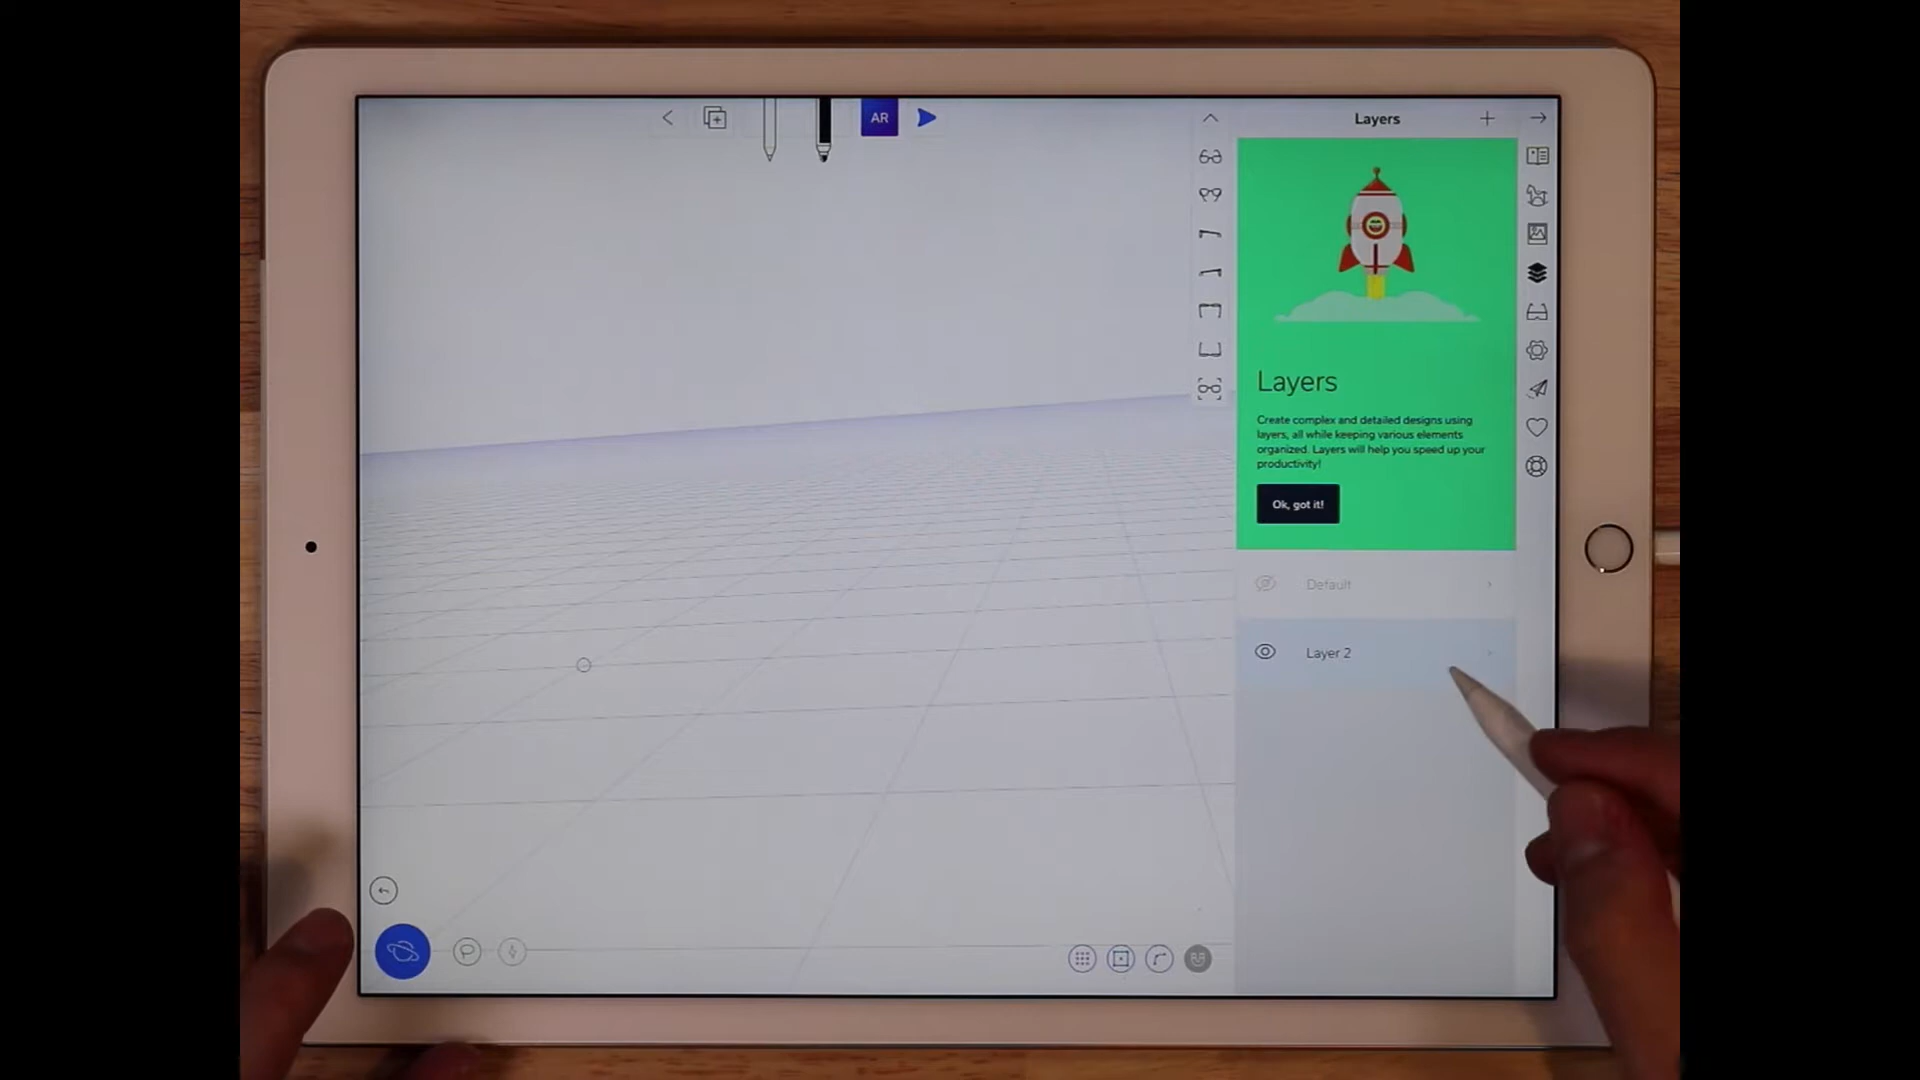 AR
Layers
Layers
Create complex and detailed designs using
layers, all while keeping various elements
organized. Layers will help you speed up your
productivity!
Ok, got it!
Default
Layer 2